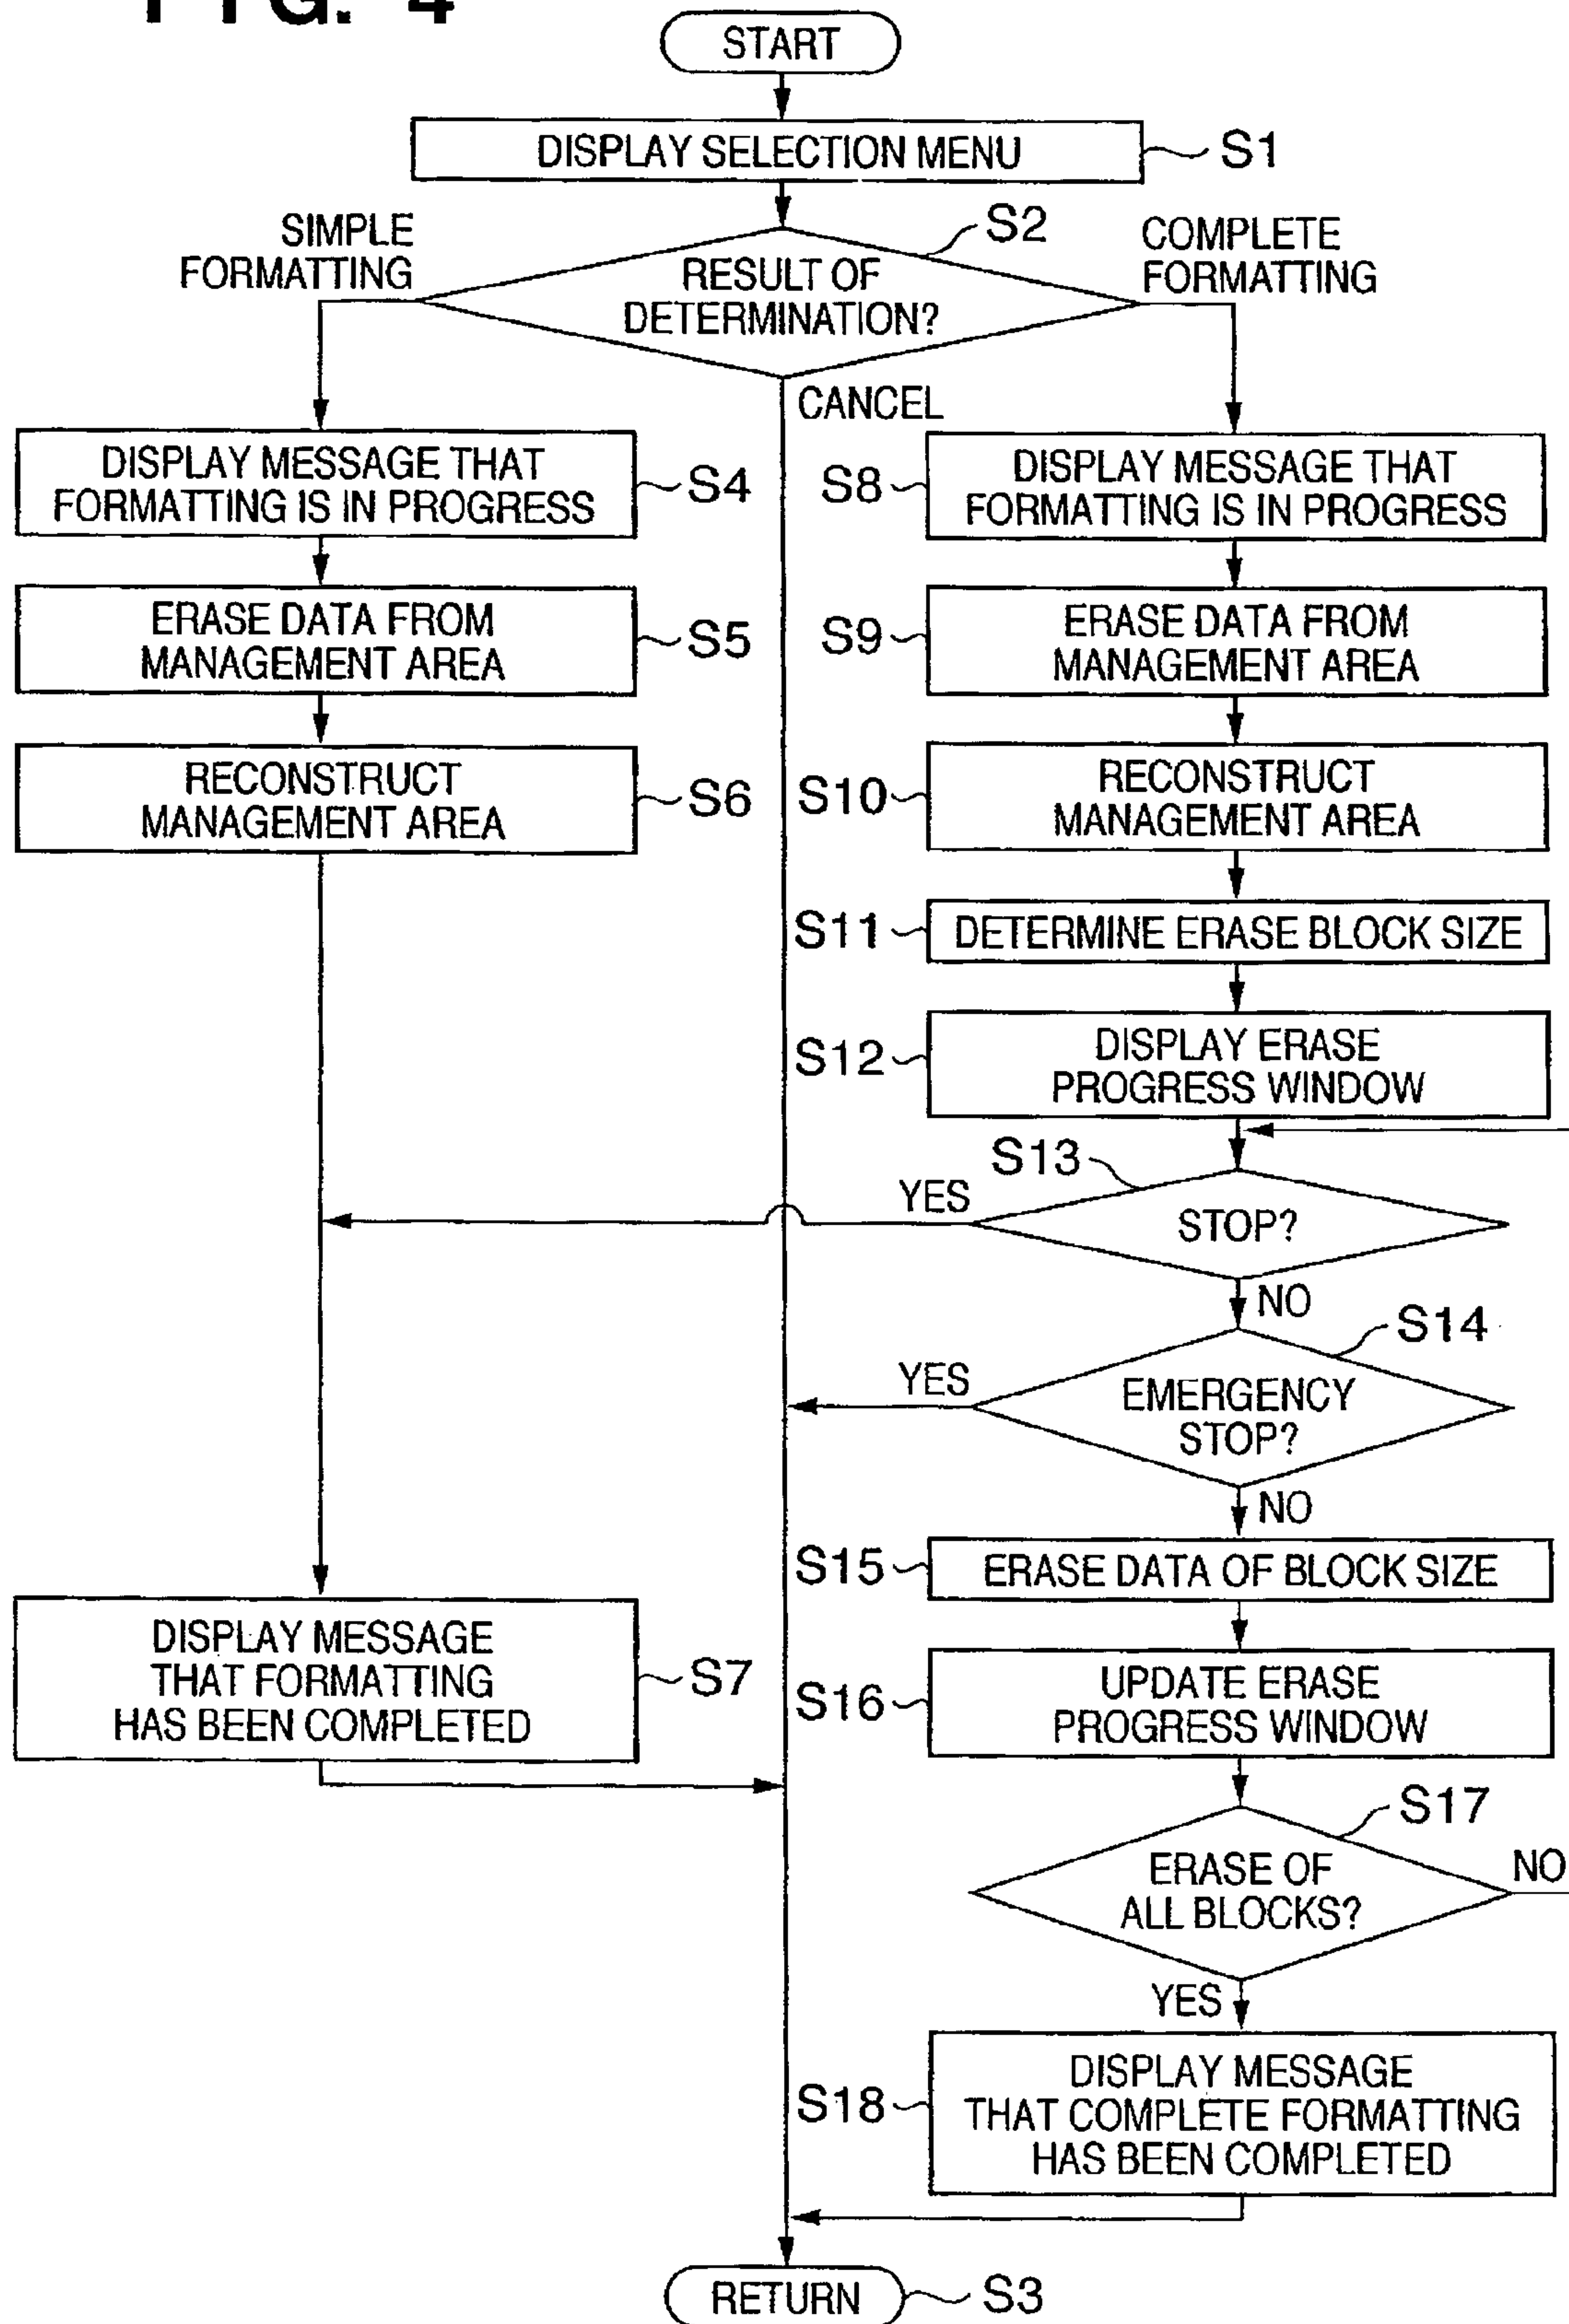 FIG. 4
START
DISPLAY SELECTION MENU
S1
SIMPLE
FORMATTING
S2
COMPLETE
FORMATTING
RESULT OF
DETERMINATION?
CANCEL
DISPLAY MESSAGE THAT
FORMATTING IS IN PROGRESS
S4
S8
DISPLAY MESSAGE THAT
FORMATTING IS IN PROGRESS
ERASE DATA FROM
MANAGEMENT AREA
S5
S9
ERASE DATA FROM
MANAGEMENT AREA
RECONSTRUCT
MANAGEMENT AREA
S6
S10
RECONSTRUCT
MANAGEMENT AREA
S11
DETERMINE ERASE BLOCK SIZE
S12
DISPLAY ERASE
PROGRESS WINDOW
S13
YES
STOP?
NO
S14
YES
EMERGENCY
STOP?
NO
S15
ERASE DATA OF BLOCK SIZE
DISPLAY MESSAGE
THAT FORMATTING
HAS BEEN COMPLETED
S7
S16
UPDATE ERASE
PROGRESS WINDOW
S17
ERASE OF
ALL BLOCKS?
NO
YES
S18
DISPLAY MESSAGE
THAT COMPLETE FORMATTING
HAS BEEN COMPLETED
RETURN
S3